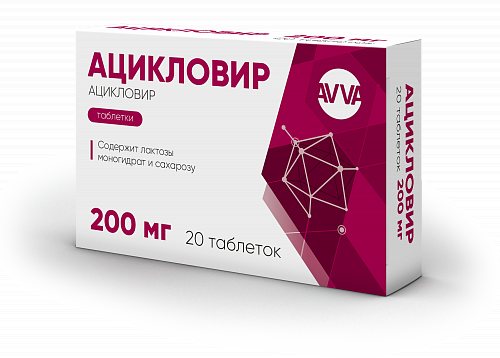 АЦИКЛОВИР
АЦИКЛОВИР
таблетки
Содержит лактозы
моногидрат и сахарозу
200 мг
20 таблеток
AVVA
АЦИКЛОВИР
20 таблеток
200 мг